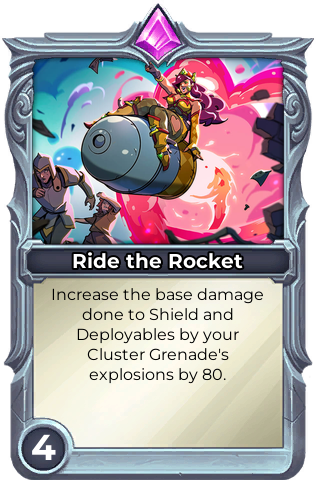 Ride the Rocket
Increase the base damage
done to Shield and
Deployables by your
Cluster Grenade's
explosions by 80.
4